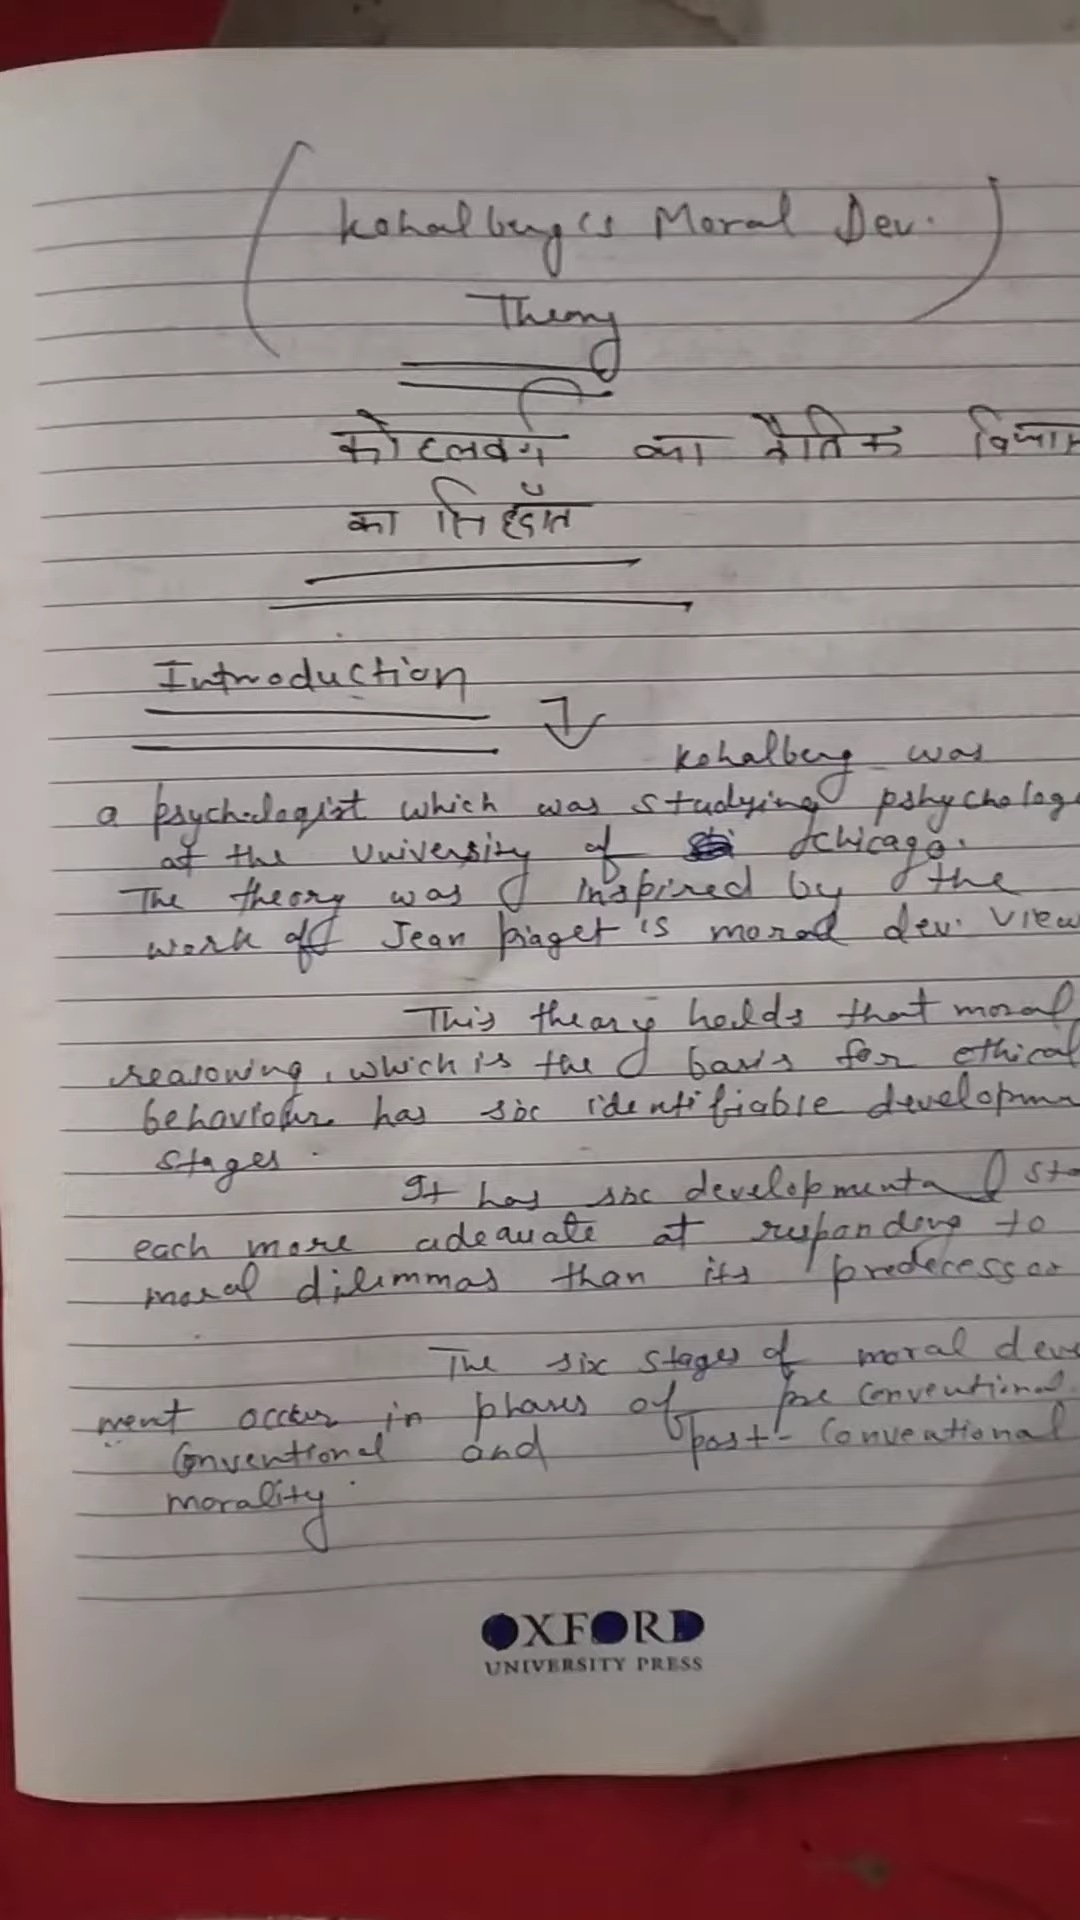 Kohalberg's Moral Dev.
Theory
कोहलबर्ग का नैतिक
का सिद्दाँत
Introduction
Kohalberg was
a psychologist which was studying pshycholog
at the University of Chicago.
The theory was inspired by the
work of Jean piaget's moral dev. view
This theory holds that moral
reasoning, which is the basis for ethical
behaviour has six identifiable developme
stages.
It has six developmental sta
each more adequate at responding to
moral dilemmas than its predecessor
The six stages of moral deve
ment occur in phases of pre conventional
Conventional and post-Conventional
morality.
OXFORD
UNIVERSITY PRESS